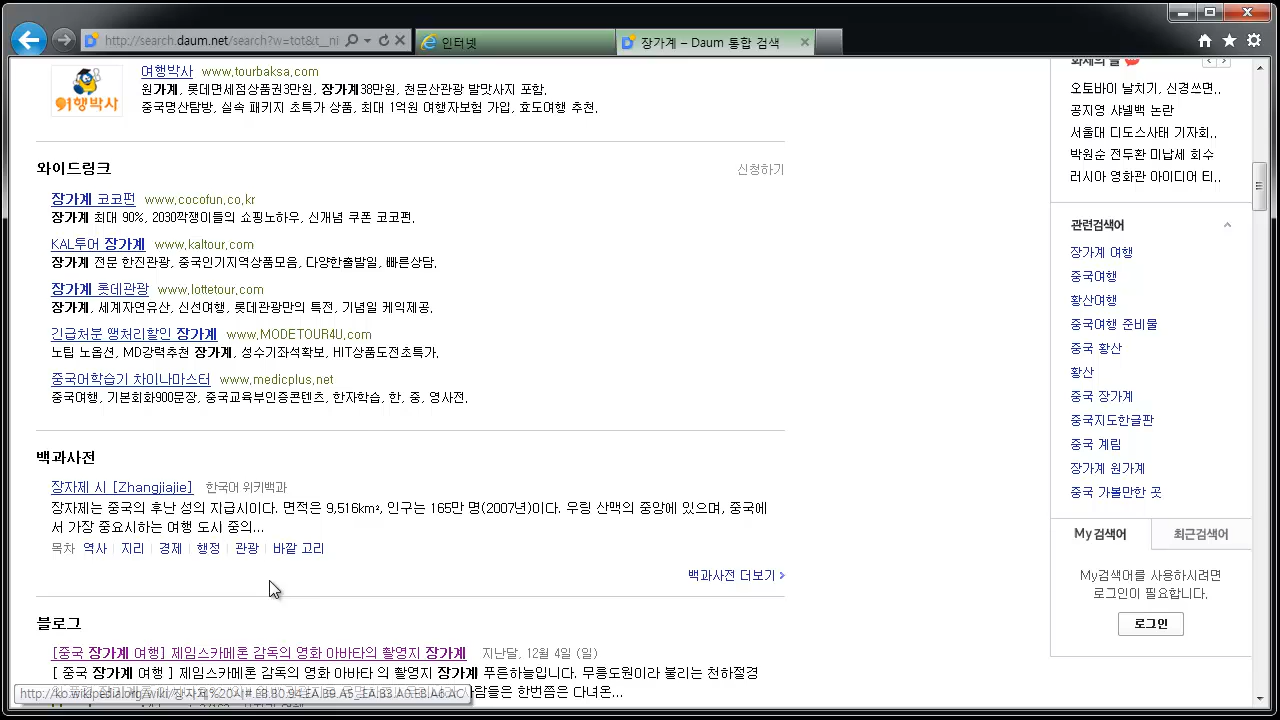 http://search.daum.net/search?w=tot&t__ni
인터넷
장가계 – Daum 통합 검색
여행박사
여행박사 www.tourbaksa.com
원가계, 롯데면세점상품권3만원, 장가계38만원, 천문산관광 발맛사지 포함.
중국명산탐방, 실속 패키지 초특가 상품, 최대 1억원 여행자보험 가입, 효도여행 추천.
와이드링크
신청하기
장가계 코코펀 www.cocofun.co.kr
장가계 최대 90%, 2030깍쟁이들의 쇼핑노하우, 신개념 쿠폰 코코펀.
KAL투어 장가계 www.kaltour.com
장가계 전문 한진관광, 중국인기지역상품모음, 다양한출발일, 빠른상담.
장가계 롯데관광 www.lottetour.com
장가계, 세계자연유산, 신선여행, 롯데관광만의 특전, 기념일 케익제공.
긴급처분 땡처리할인 장가계 www.MODETOUR4U.com
노팁 노옵션, MD강력추천 장가계, 성수기좌석확보, HIT상품도전초특가.
중국어학습기 차이나마스터 www.medicplus.net
중국여행, 기본회화900문장, 중국교육부인증콘텐츠, 한자학습, 한, 중, 영사전.
백과사전
장자제 시 [Zhangjiajie] 한국어 위키백과
장자제는 중국의 후난 성의 지급시이다. 면적은 9,516km², 인구는 165만 명(2007년)이다. 우링 산맥의 중앙에 있으며, 중국에
서 가장 중요시하는 여행 도시 중의...
목차 역사 지리 경제 행정 관광 바깥 고리
백과사전 더보기
블로그
[중국 장가계 여행] 제임스카메론 감독의 영화 아바타의 촬영지 장가계 지난달, 12월 4일 (일)
[ 중국 장가계 여행 ] 제임스카메론 감독의 영화 아바타 의 촬영지 장가계 푸른하늘입니다. 무릉도원이라 불리는 천하절경
람들은 한번쯤은 다녀온...
화제의 글
오토바이 날치기, 신경쓰면..
공지영 샤넬백 논란
서울대 디도스사태 기자회..
박원순 전두환 미납세 회수
러시아 영화관 아이디어 티..
관련검색어
장가계 여행
중국여행
황산여행
중국여행 준비물
중국 황산
황산
중국 장가계
중국지도한글판
중국 계림
장가계 원가계
중국 가볼만한 곳
My 검색어
최근검색어
My검색어를 사용하시려면
로그인이 필요합니다.
로그인